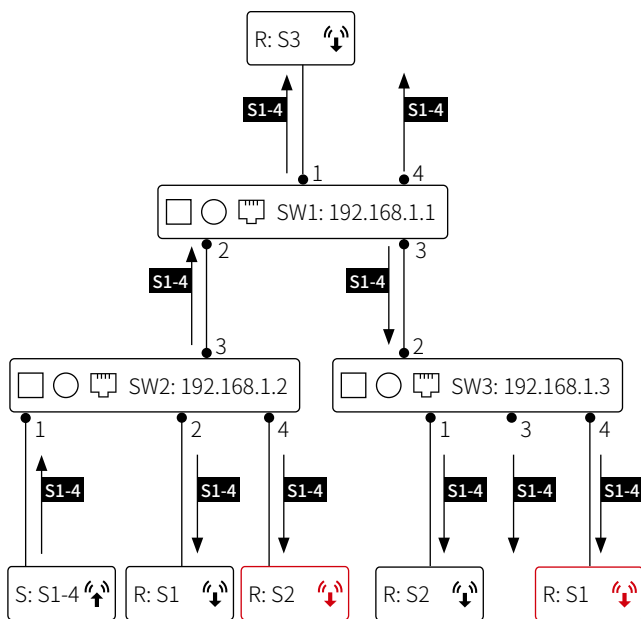 R: S3
S1-4
S1-4
1
4
SW1: 192.168.1.1
2
3
S1-4
S1-4
3
2
SW2: 192.168.1.2
SW3: 192.168.1.3
1
2
4
1
3
4
S1-4
S1-4
S1-4
S1-4
S1-4
S1-4
S: S1-4
R: S1
R: S2
R: S2
R: S1